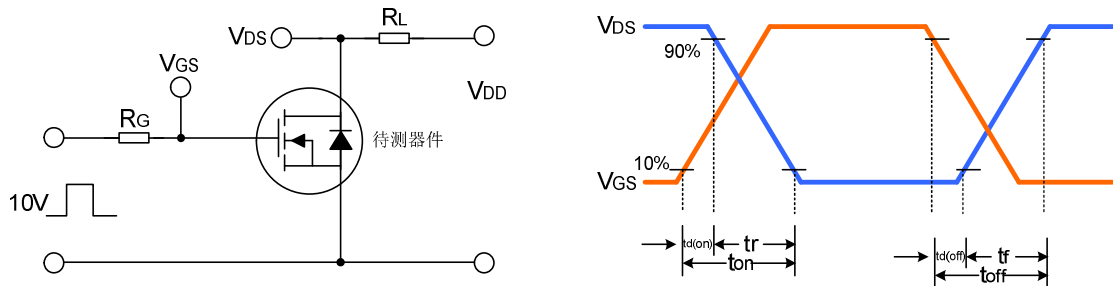 VDS
RL
VGS
VDD
RG
待测器件
10V
VDS
90%
10%
VGS
td(on)
tr
ton
td(off)
tf
toff